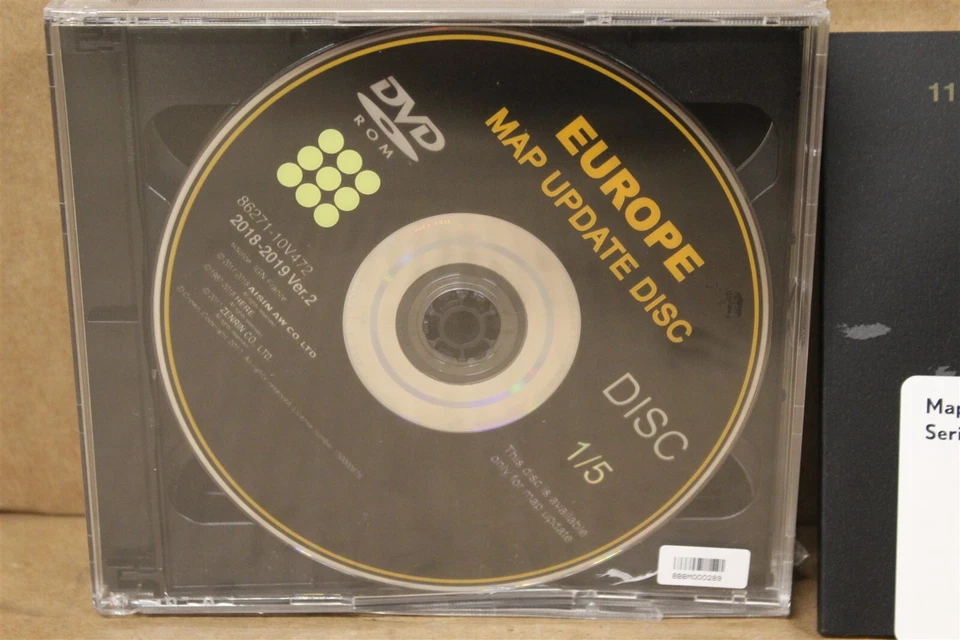 DVD
ROM
EUROPE
MAP UPDATE DISC
86271-10V472
2018-2019 Ver.2
AISIN AW CO. LTD
HERE
ZENRIN CO., LTD
DISC
1/5
This disc is available
only for map update
BBBM000289
11
Map
Seri